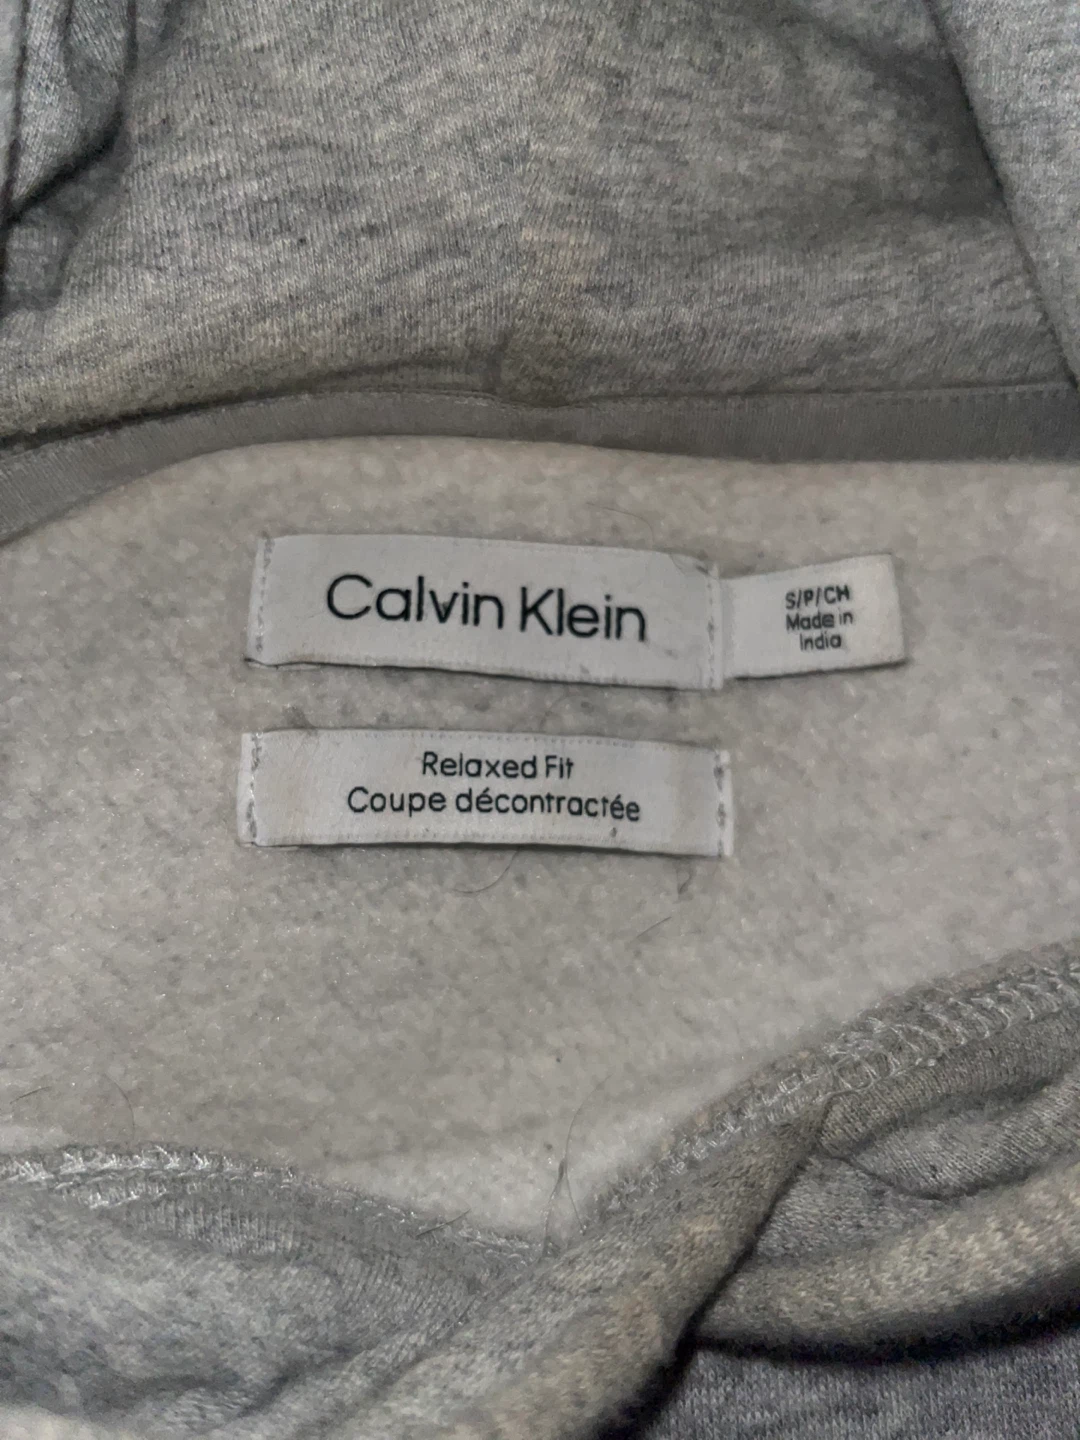 Calvin Klein
S/P/CH
Made in
India
Relaxed Fit
Coupe décontractée